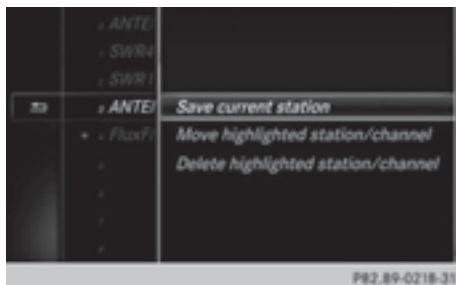 ANTE
SWR4
SWR1
ANTE Save current station
FluxF Move highlighted station/channel
Delete highlighted station/channel
P82.89-0218-31